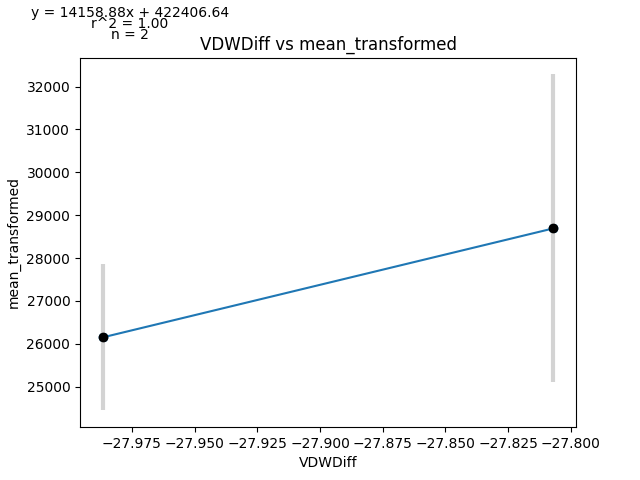 y = 14158.88x + 422406.64
r^2 = 1.00
n = 2
VDWDiff vs mean_transformed
mean_transformed
32000
31000
30000
29000
28000
27000
26000
25000
−27.975 −27.950 −27.925 −27.900 −27.875 −27.850 −27.825 −27.800
VDWDiff